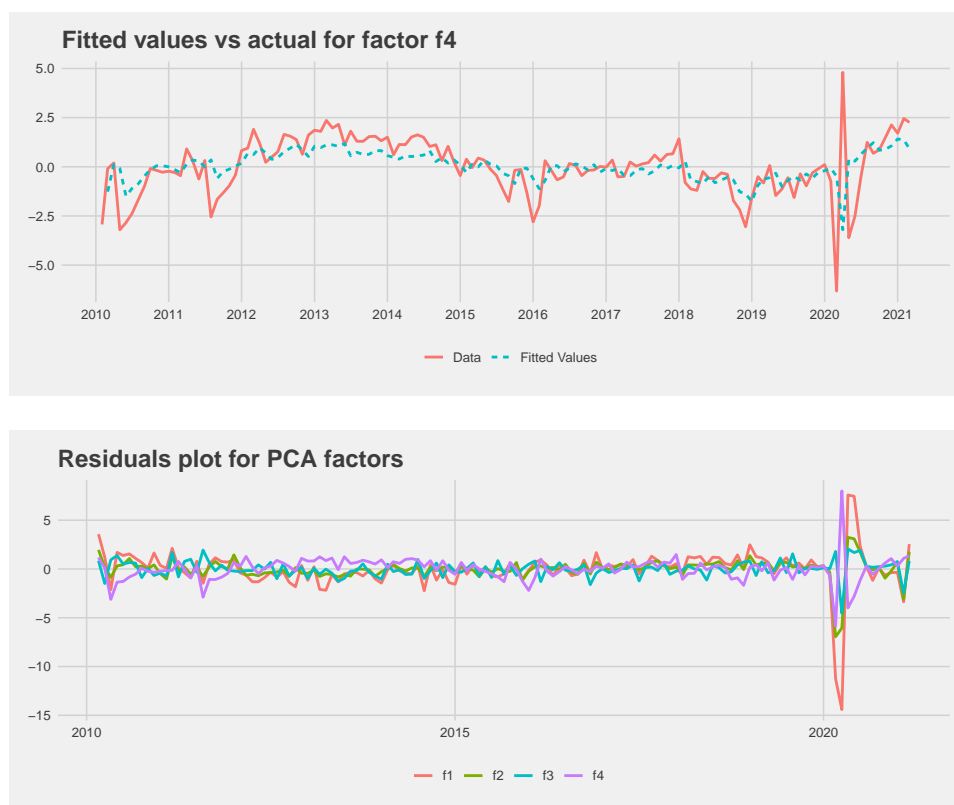 Fitted values vs actual for factor f4
5.0
2.5
0.0
−2.5
−5.0
2010 2011 2012 2013 2014 2015 2016 2017 2018 2019 2020 2021
Data Fitted Values
Residuals plot for PCA factors
5
0
−5
−10
−15
2010 2015 2020
f1 f2 f3 f4